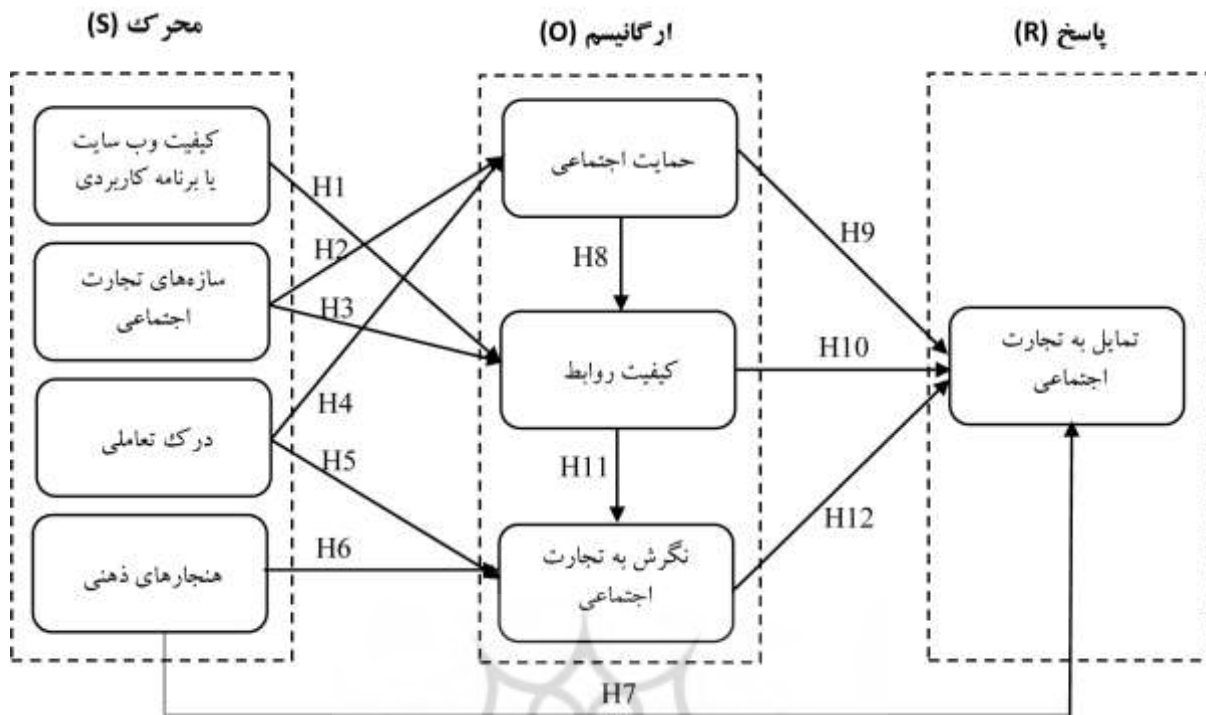 محرك (S)
ارگانیسم (O)
پاسخ (R)
کیفیت وب سایت
یا برنامه کاربردی
سازه‌های تجارت
اجتماعی
درک تعاملی
هنجارهای ذهنی
H1
H2
H3
H4
H5
H6
حمایت اجتماعی
H8
کیفیت روابط
H11
نگرش به تجارت
اجتماعی
H9
H10
H12
تمایل به تجارت
اجتماعی
H7